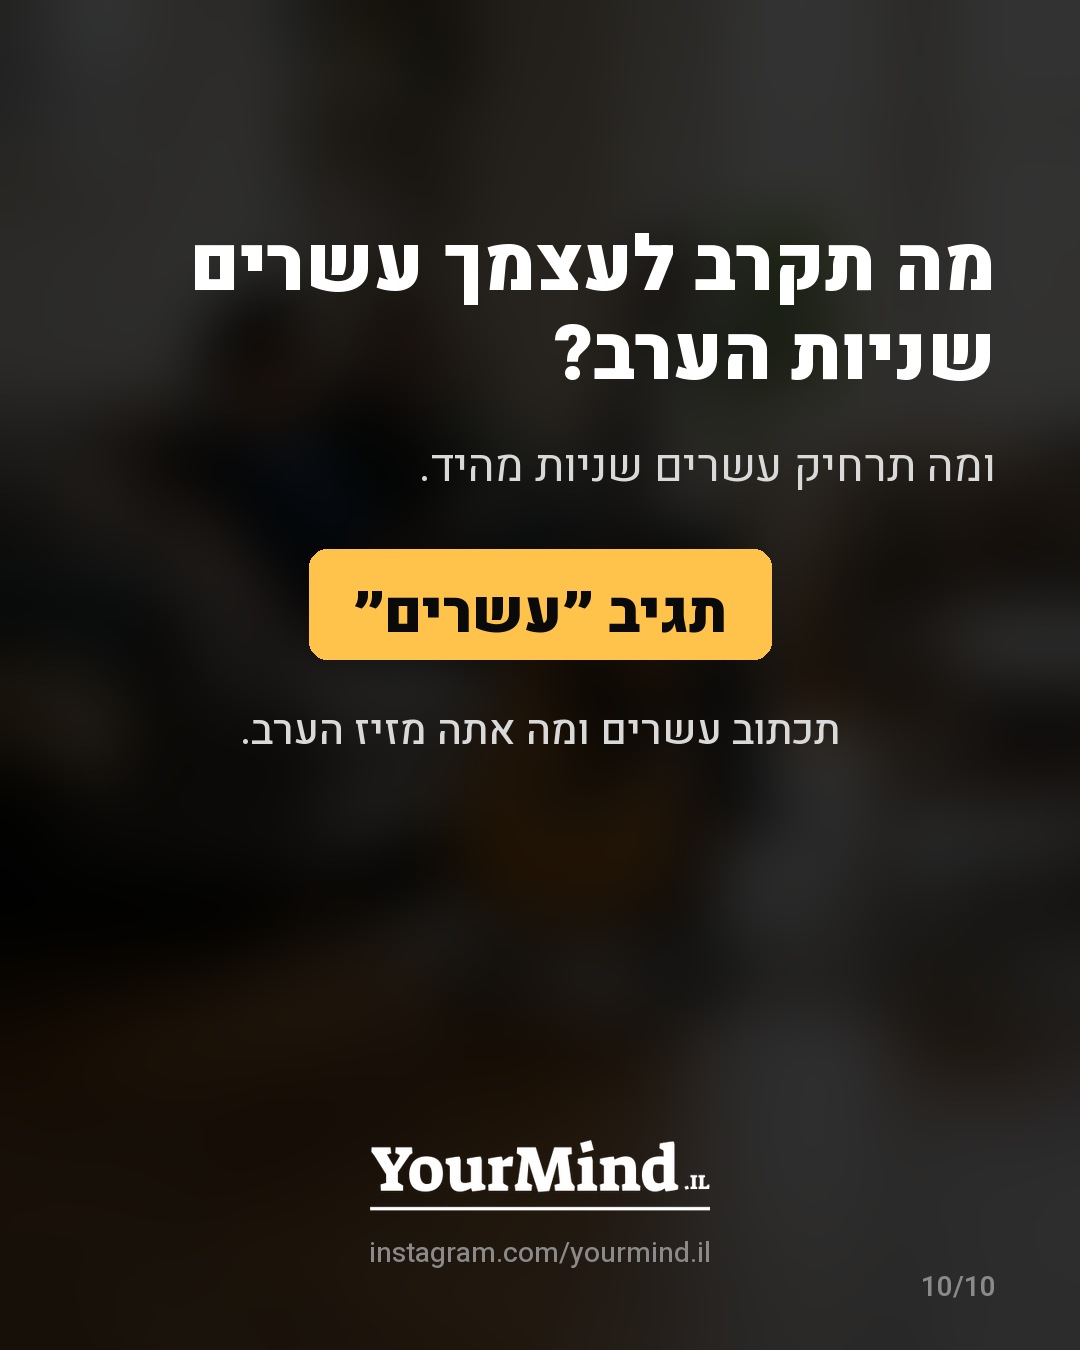 מה תקרב לעצמך עשרים
שניות הערב?
ומה תרחיק עשרים שניות מהיד.
תגיב ״עשרים״
תכתוב עשרים ומה אתה מזיז הערב.
YourMind.IL
instagram.com/yourmind.il
10/10